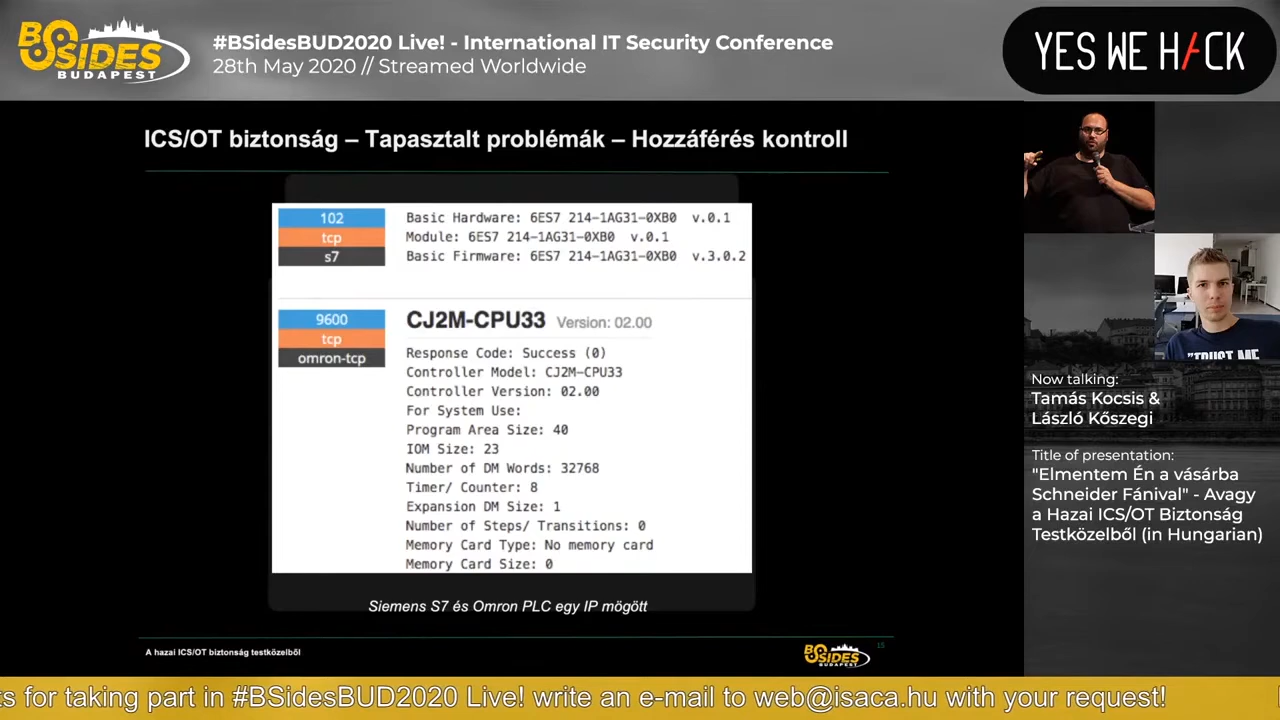 BSIDES
BUDAPEST
#BSidesBUD2020 Live! - International IT Security Conference
28th May 2020 // Streamed Worldwide
YES WE H/CK
ICS/OT biztonság – Tapasztalt problémák – Hozzáférés kontroll
102
tcp
s7
Basic Hardware: 6ES7 214-1AG31-0XB0 v.0.1
Module: 6ES7 214-1AG31-0XB0 v.0.1
Basic Firmware: 6ES7 214-1AG31-0XB0 v.3.0.2
9600
tcp
omron-tcp
CJ2M-CPU33 Version: 02.00
Response Code: Success (0)
Controller Model: CJ2M-CPU33
Controller Version: 02.00
For System Use:
Program Area Size: 40
IOM Size: 23
Number of DM Words: 32768
Timer/ Counter: 8
Expansion DM Size: 1
Number of Steps/ Transitions: 0
Memory Card Type: No memory card
Memory Card Size: 0
Siemens S7 és Omron PLC egy IP mögött
A hazai ICS/OT biztonság testközelből
BSIDES
BUDAPEST
15
"TRUST ME
Now talking:
Tamás Kocsis &
László Kőszegi
Title of presentation:
"Elmentem Én a vásárba
Schneider Fánival" - Avagy
a Hazai ICS/OT Biztonság
Testközelből (in Hungarian)
ts for taking part in #BSidesBUD2020 Live! write an e-mail to web@isaca.hu with your request!